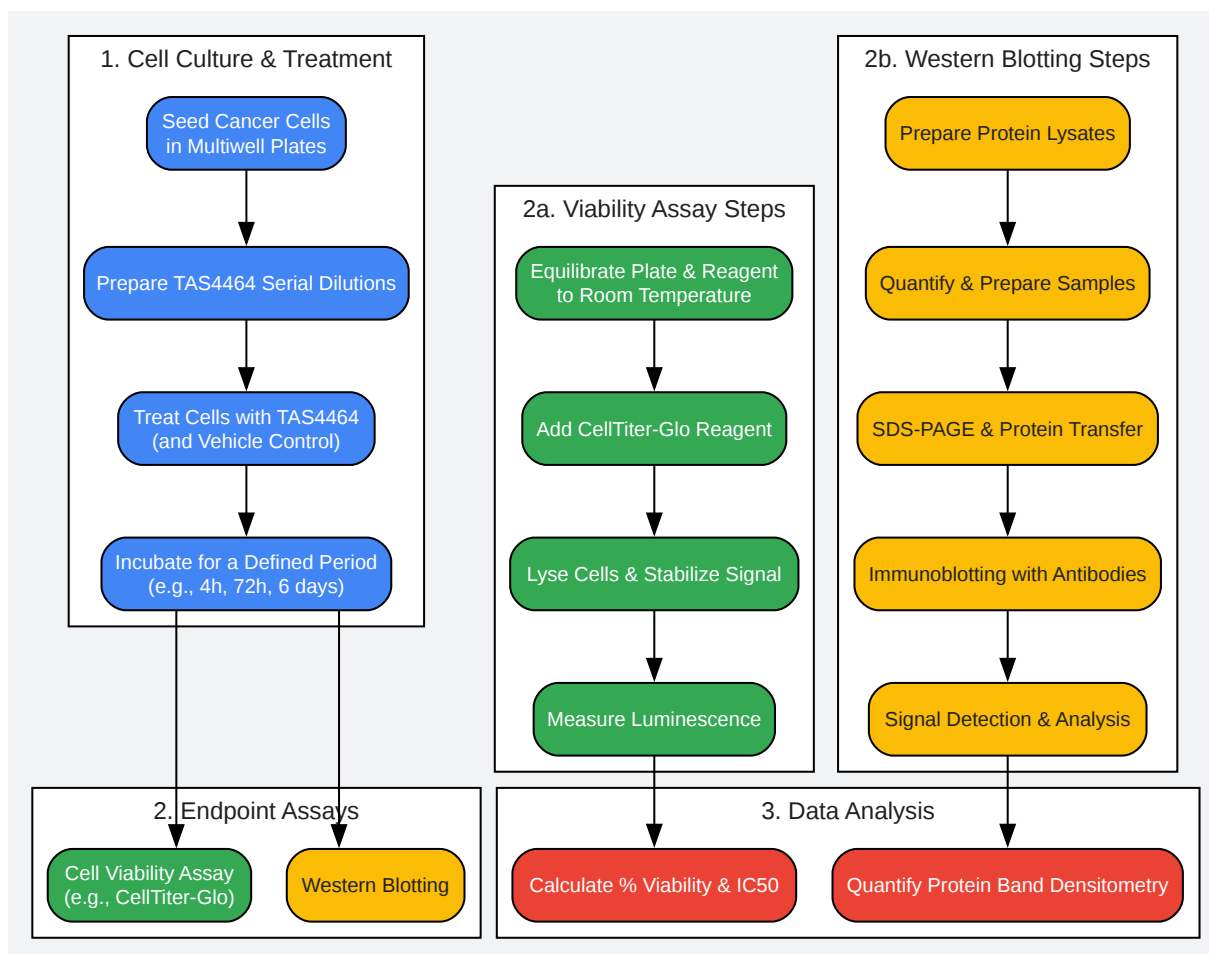 1. Cell Culture & Treatment
Seed Cancer Cells
in Multiwell Plates
Prepare TAS4464 Serial Dilutions
Treat Cells with TAS4464
(and Vehicle Control)
Incubate for a Defined Period
(e.g., 4h, 72h, 6 days)
2. Endpoint Assays
Cell Viability Assay
(e.g., CellTiter-Glo)
Western Blotting
2a. Viability Assay Steps
Equilibrate Plate & Reagent
to Room Temperature
Add CellTiter-Glo Reagent
Lyse Cells & Stabilize Signal
Measure Luminescence
2b. Western Blotting Steps
Prepare Protein Lysates
Quantify & Prepare Samples
SDS-PAGE & Protein Transfer
Immunoblotting with Antibodies
Signal Detection & Analysis
3. Data Analysis
Calculate % Viability & IC50
Quantify Protein Band Densitometry